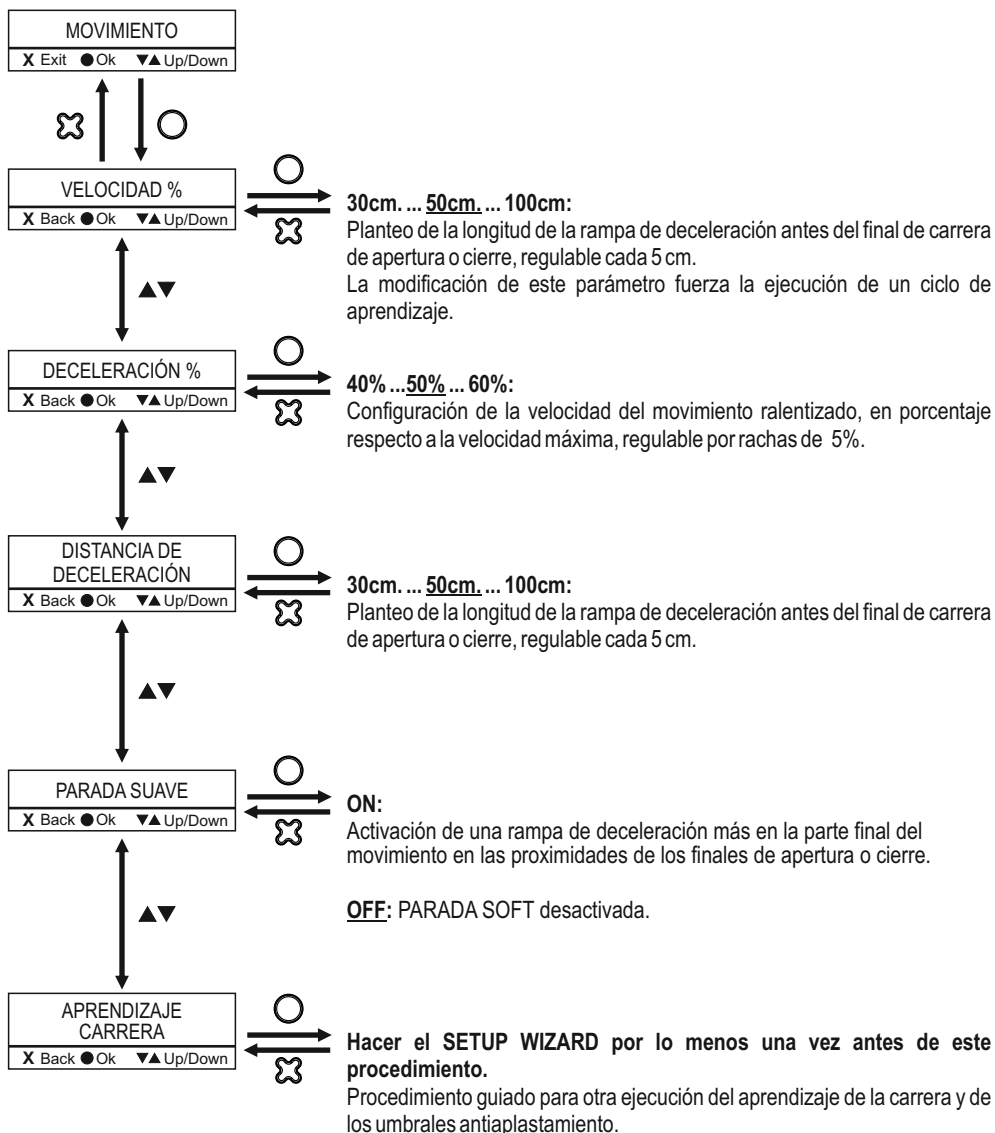 MOVIMIENTO
X Exit ●Ok ▼▲Up/Down
VELOCIDAD %
X Back ●Ok ▼▲Up/Down
30cm. ... 50cm. ... 100cm:
Planteo de la longitud de la rampa de deceleración antes del final de carrera
de apertura o cierre, regulable cada 5 cm.
La modificación de este parámetro fuerza la ejecución de un ciclo de
aprendizaje.
▲▼
DECELERACIÓN %
X Back ●Ok ▼▲Up/Down
40% ...50% ... 60%:
Configuración de la velocidad del movimiento ralentizado, en porcentaje
respecto a la velocidad máxima, regulable por rachas de 5%.
▲▼
DISTANCIA DE
DECELERACIÓN
X Back ●Ok ▼▲Up/Down
30cm. ... 50cm. ... 100cm:
Planteo de la longitud de la rampa de deceleración antes del final de carrera
de apertura o cierre, regulable cada 5 cm.
▲▼
PARADA SUAVE
X Back ●Ok ▼▲Up/Down
ON:
Activación de una rampa de deceleración más en la parte final del
movimiento en las proximidades de los finales de apertura o cierre.
OFF: PARADA SOFT desactivada.
▲▼
APRENDIZAJE
CARRERA
X Back ●Ok ▼▲Up/Down
Hacer el SETUP WIZARD por lo menos una vez antes de este
procedimiento.
Procedimiento guiado para otra ejecución del aprendizaje de la carrera y de
los umbrales antiaplastamiento.